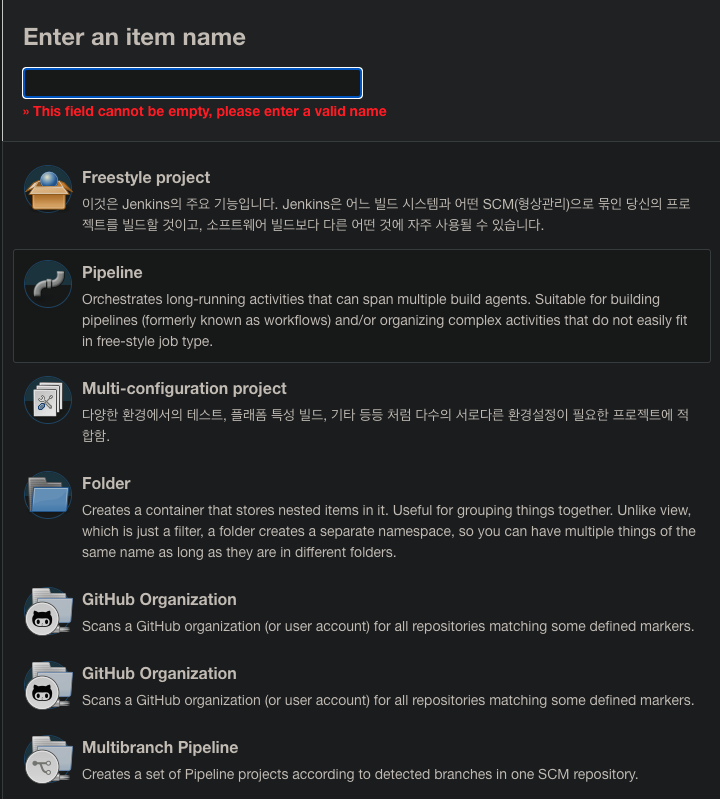 Enter an item name
» This field cannot be empty, please enter a valid name
Freestyle project
이것은 Jenkins의 주요 기능입니다. Jenkins은 어느 빌드 시스템과 어떤 SCM(형상관리)으로 묶인 당신의 프로
젝트를 빌드할 것이고, 소프트웨어 빌드보다 다른 어떤 것에 자주 사용될 수 있습니다.
Pipeline
Orchestrates long-running activities that can span multiple build agents. Suitable for building
pipelines (formerly known as workflows) and/or organizing complex activities that do not easily fit
in free-style job type.
Multi-configuration project
다양한 환경에서의 테스트, 플래폼 특성 빌드, 기타 등등 처럼 다수의 서로다른 환경설정이 필요한 프로젝트에 적
합함.
Folder
Creates a container that stores nested items in it. Useful for grouping things together. Unlike view,
which is just a filter, a folder creates a separate namespace, so you can have multiple things of the
same name as long as they are in different folders.
GitHub Organization
Scans a GitHub organization (or user account) for all repositories matching some defined markers.
GitHub Organization
Scans a GitHub organization (or user account) for all repositories matching some defined markers.
Multibranch Pipeline
Creates a set of Pipeline projects according to detected branches in one SCM repository.